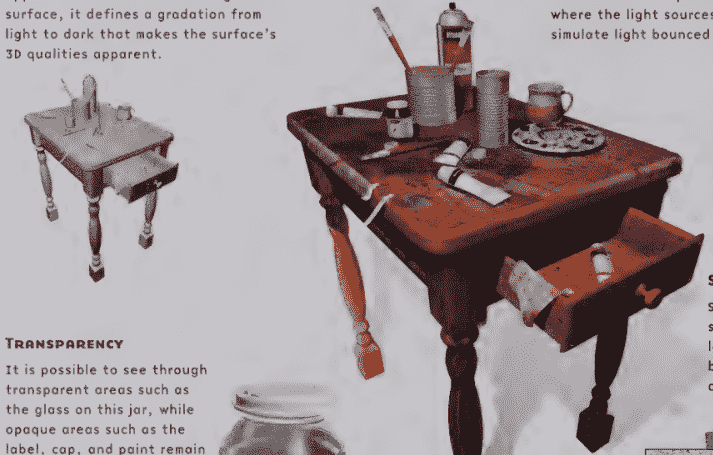 surface, it defines a gradation from
light to dark that makes the surface's
3D qualities apparent.
where the light sources
simulate light bounced
TRANSPARENCY
It is possible to see through
transparent areas such as
the glass on this jar, while
opaque areas such as the
label, cap, and paint remain